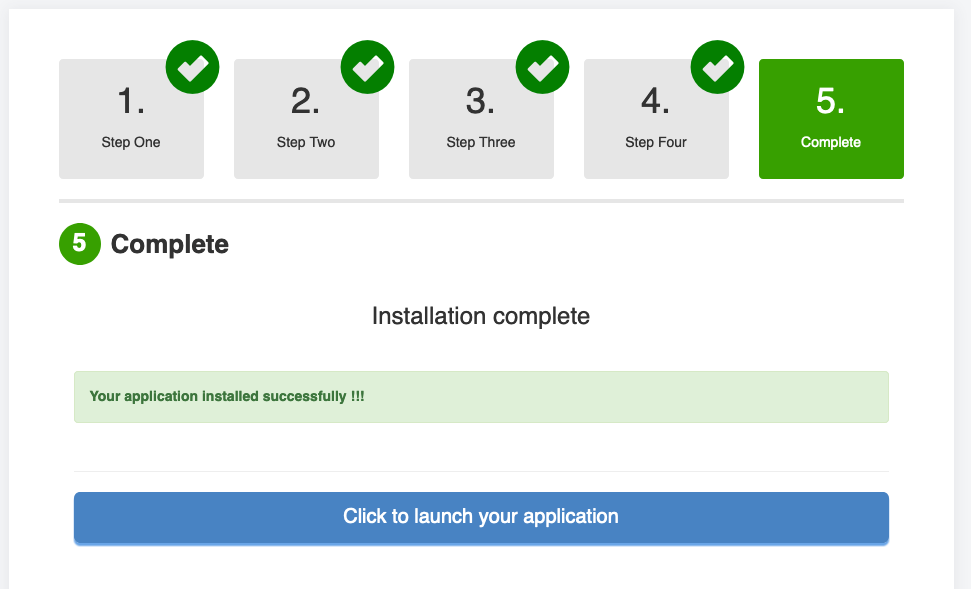 1.
Step One
2.
Step Two
3.
Step Three
4.
Step Four
5.
Complete
5 Complete
Installation complete
Your application installed successfully !!!
Click to launch your application